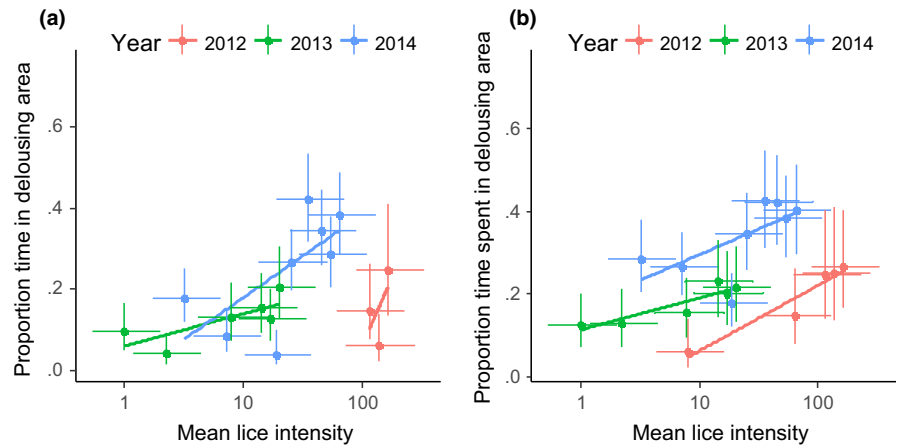 (a)
Year 2012 2013 2014
Proportion time in delousing area
.6
.4
.2
.0
1 10 100
Mean lice intensity
(b)
Year 2012 2013 2014
Proportion time spent in delousing area
.6
.4
.2
.0
1 10 100
Mean lice intensity